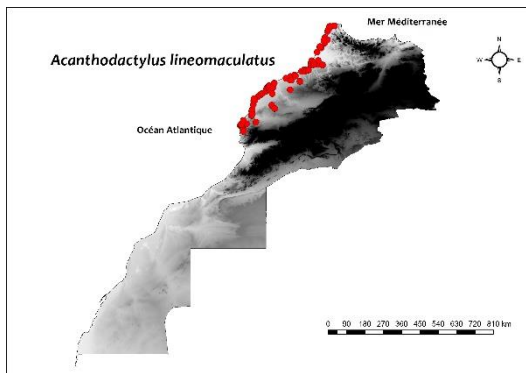 Mer Méditerranée
Acanthodactylus lineomaculatus
N
W E
S
Océan Atlantique
0 90 180 270 360 450 540 630 720 810
km